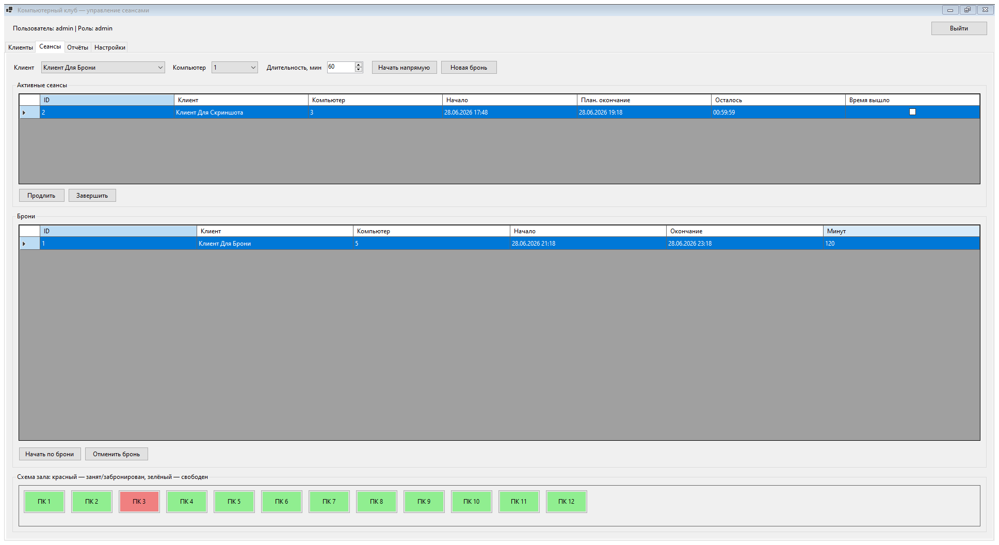 Компьютерный клуб — управление сеансами
Пользователь: admin | Роль: admin
Выйти
Клиенты Сеансы Отчёты Настройки
Клиент Клиент Для Брони Компьютер 1 Длительность, мин 60 Начать напрямую Новая бронь
Активные сеансы
ID Клиент Компьютер Начало План. окончание Осталось Время вышло
2 Клиент Для Скриншота 3 28.06.2026 17:48 28.06.2026 19:18 00:59:59
Продлить Завершить
Брони
ID Клиент Компьютер Начало Окончание Минут
1 Клиент Для Брони 5 28.06.2026 21:18 28.06.2026 23:18 120
Начать по брони Отменить бронь
Схема зала: красный — занят/забронирован, зелёный — свободен
ПК 1 ПК 2 ПК 3 ПК 4 ПК 5 ПК 6 ПК 7 ПК 8 ПК 9 ПК 10 ПК 11 ПК 12